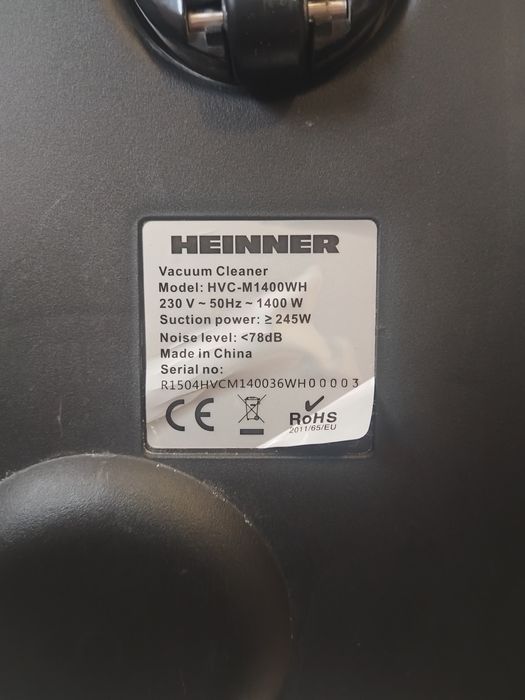 HEINNER
Vacuum Cleaner
Model: HVC-M1400WH
230 V ~ 50Hz ~ 1400 W
Suction power: ≥ 245W
Noise level: <78dB
Made in China
Serial no:
R1504HVCM140036WH00003
CE
RoHS
2011/65/EU